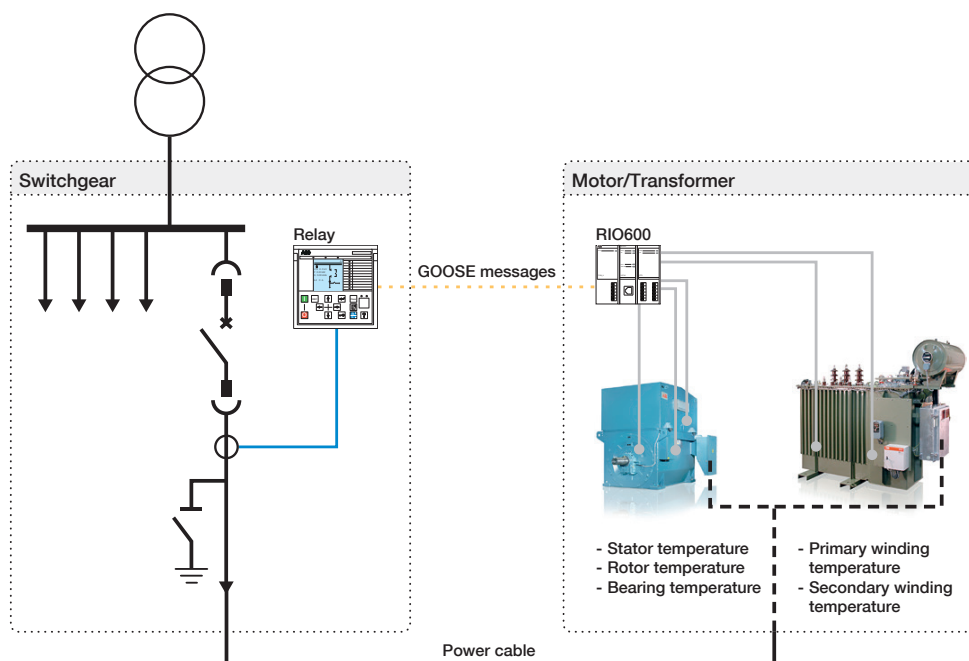 Switchgear
Motor/Transformer
Relay
RIO600
ABB
GOOSE messages
- Stator temperature
- Rotor temperature
- Bearing temperature
- Primary winding
temperature
- Secondary winding
temperature
Power cable